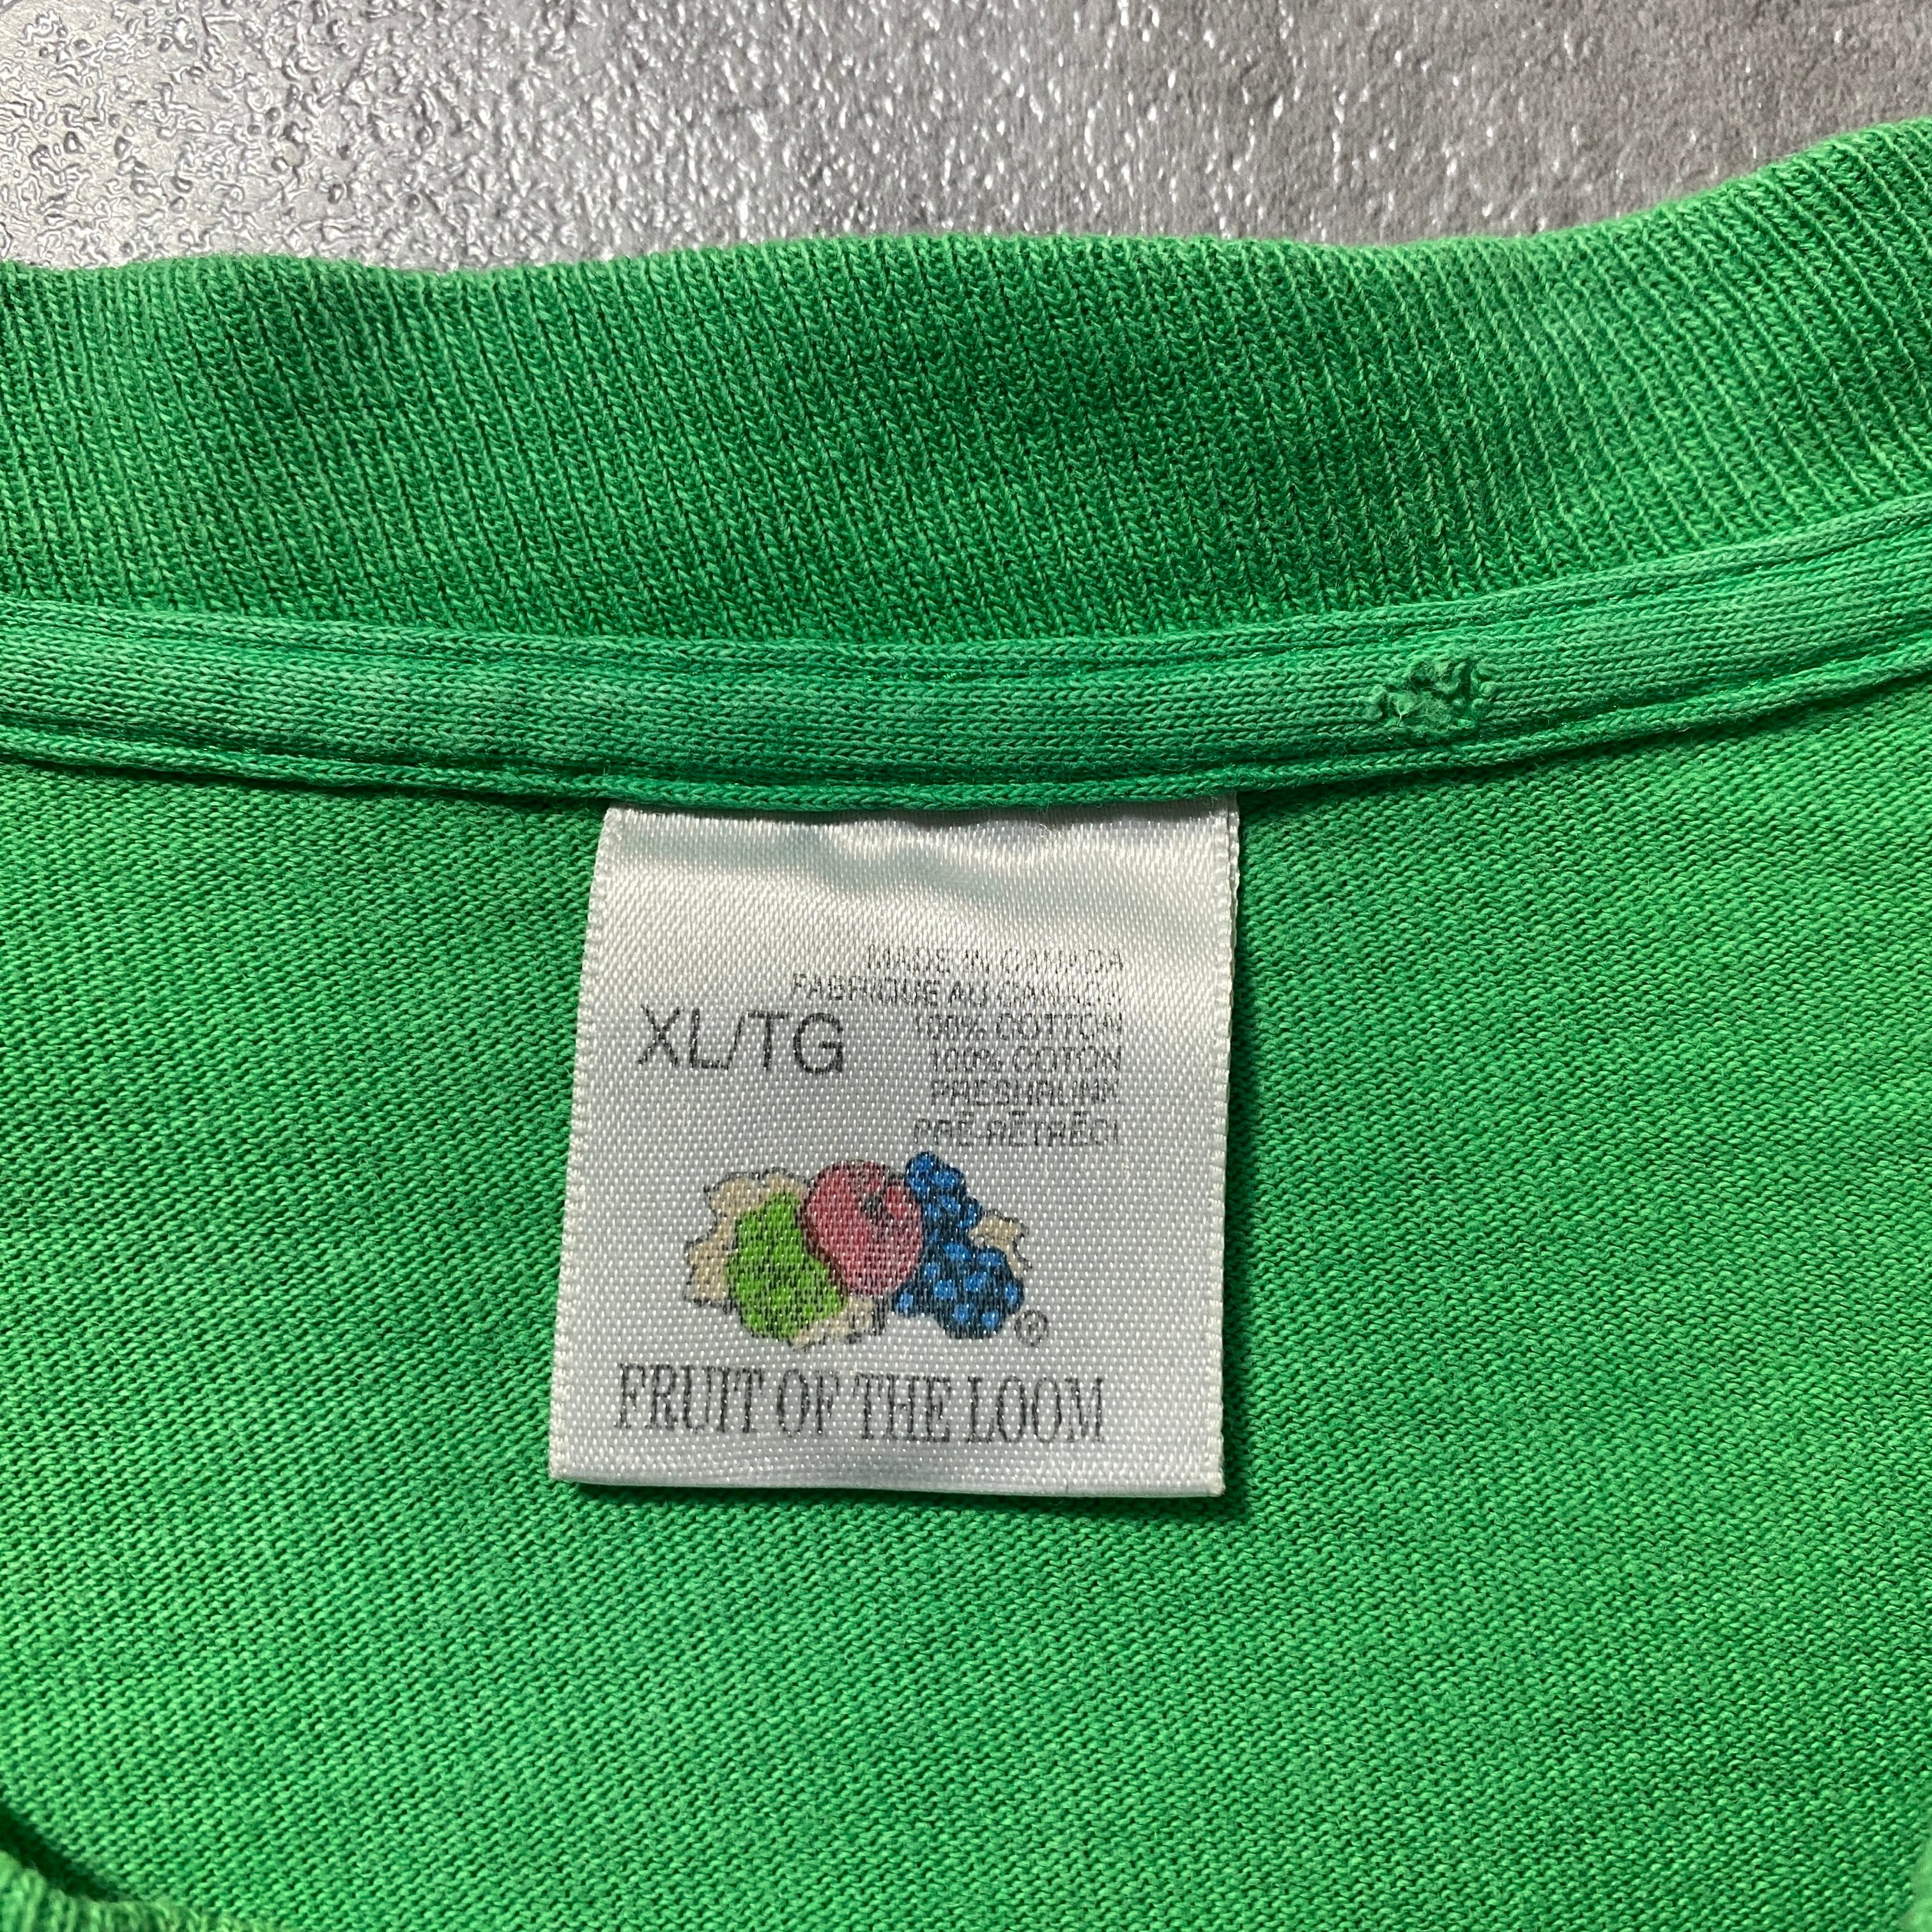 MADE IN CANADA
FABRIQUE AU CANADA
XL/TG
100% COTTON
100% COTON
PRESHRUNK
PRÉ-RÉTRÉCI
®
FRUIT OF THE LOOM